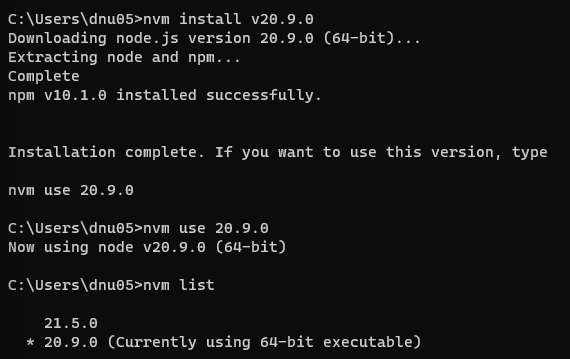 C:\Users\dnu05>nvm install v20.9.0
Downloading node.js version 20.9.0 (64-bit)...
Extracting node and npm...
Complete
npm v10.1.0 installed successfully.
Installation complete. If you want to use this version, type
nvm use 20.9.0
C:\Users\dnu05>nvm use 20.9.0
Now using node v20.9.0 (64-bit)
C:\Users\dnu05>nvm list
21.5.0
* 20.9.0 (Currently using 64-bit executable)